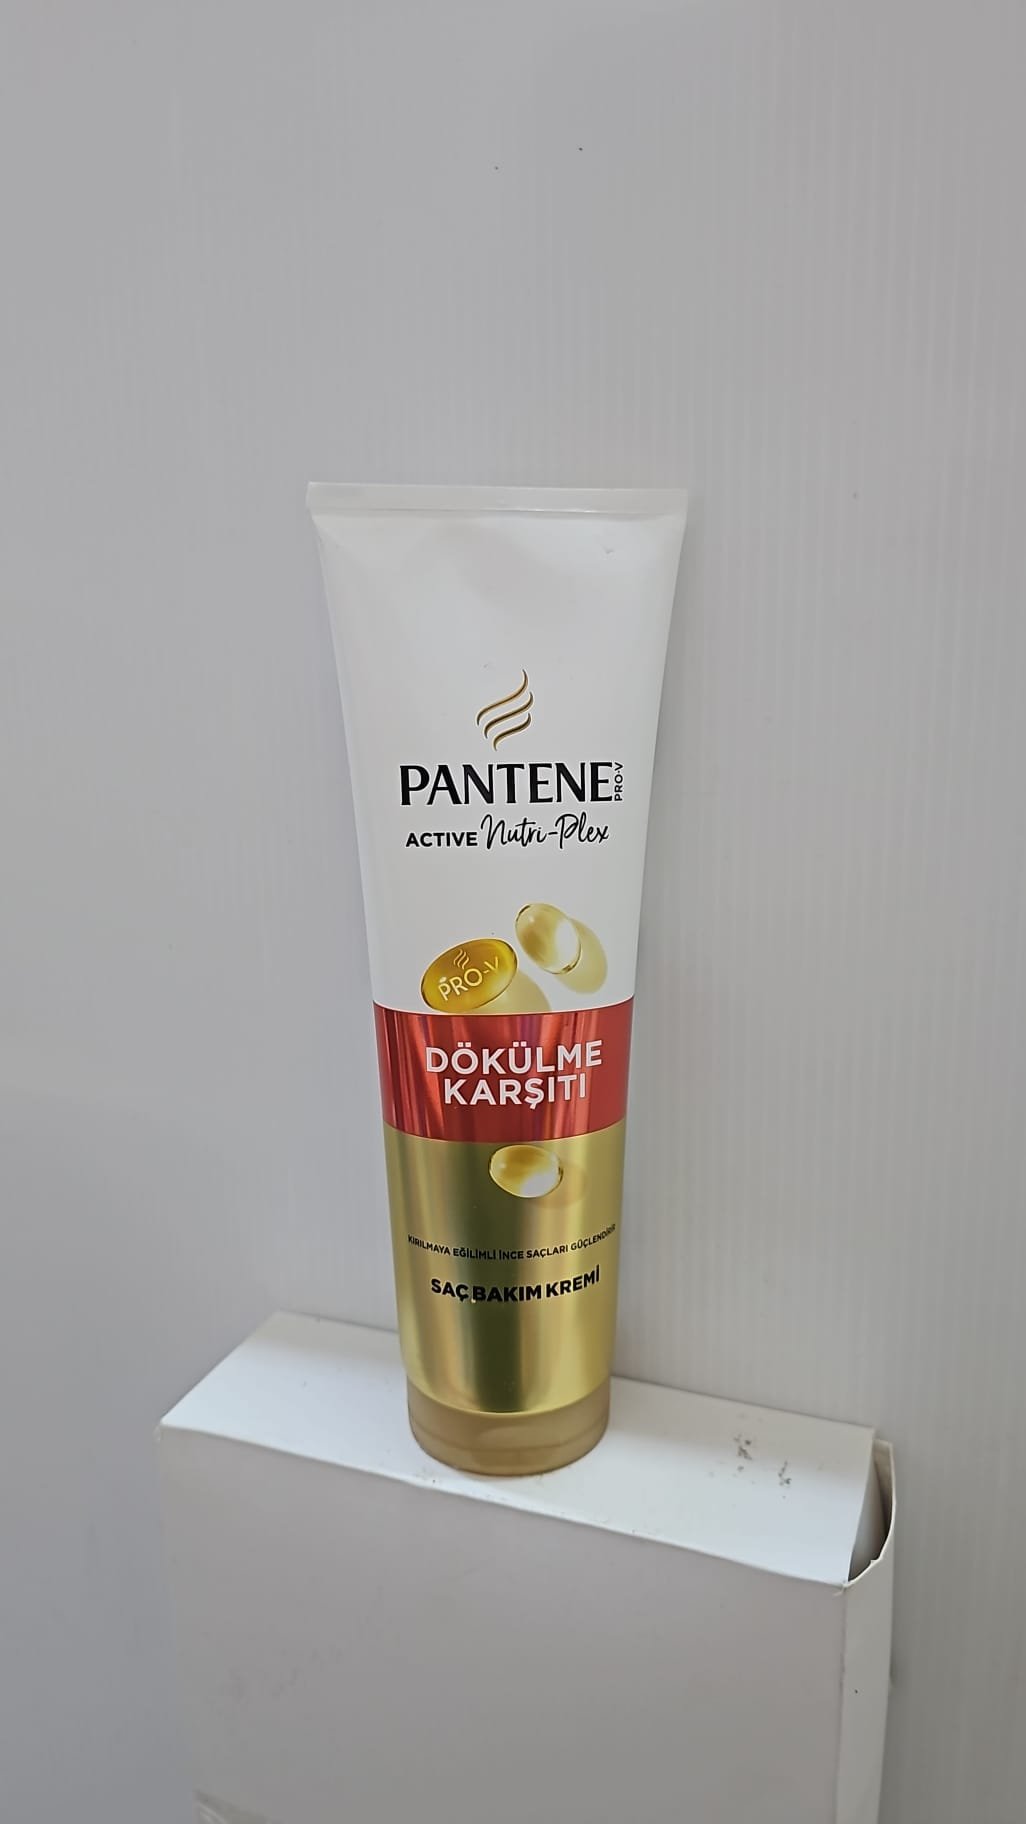 PANTENE PRO-V
ACTIVE Nutri-Plex
PRO-V
DÖKÜLME
KARŞITI
KIRILMAYA EĞİLİMLİ İNCE SAÇLARI GÜÇLENDİRİR
SAÇ BAKIM KREMİ